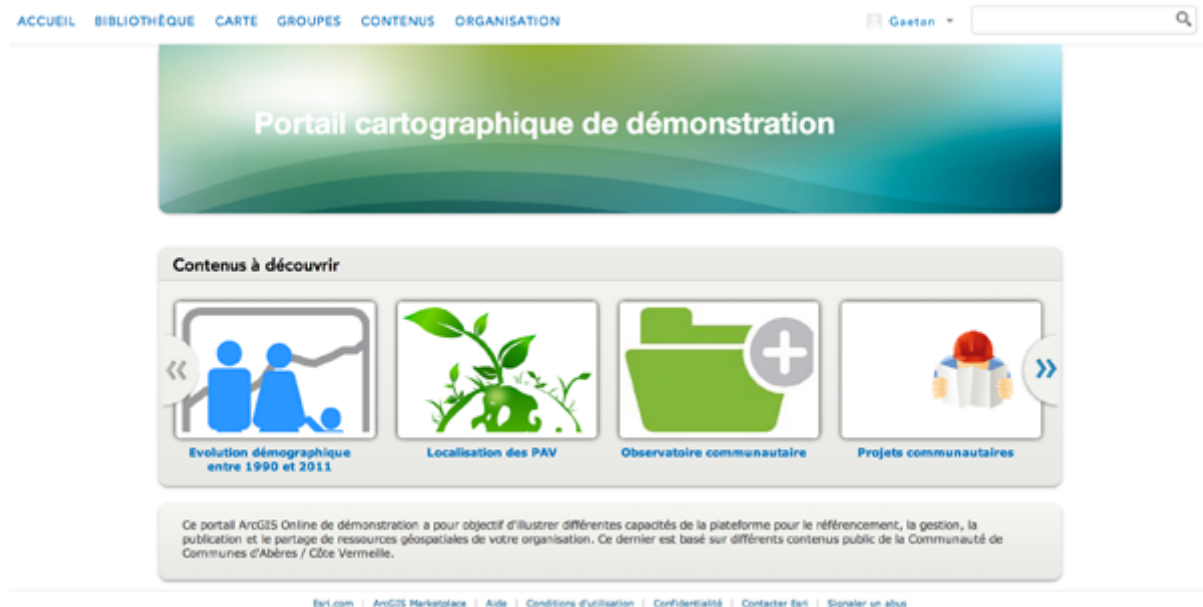 ACCUEIL BIBLIOTHÈQUE CARTE GROUPES CONTENUS ORGANISATION Gaetan
Portail cartographique de démonstration
Contenus à découvrir
Evolution démographique
entre 1990 et 2011
Localisation des PAV
Observatoire communautaire
Projets communautaires
Ce portail ArcGIS Online de démonstration a pour objectif d'illustrer différentes capacités de la plateforme pour le référencement, la gestion, la
publication et le partage de ressources géospatiales de votre organisation. Ce dernier est basé sur différents contenus public de la Communauté de
Communes d'Abères / Côte Vermeille.
Esri.com | ArcGIS Marketplace | Aide | Conditions d'utilisation | Confidentialité | Contacter Esri | Signaler un abus